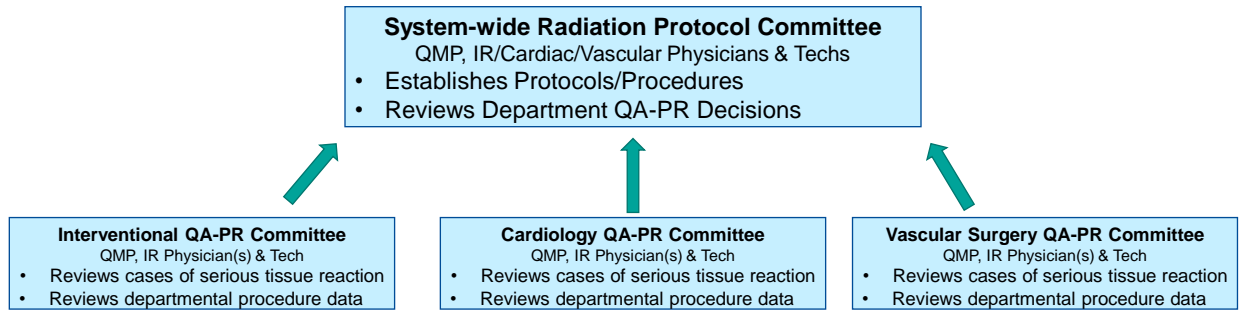 System-wide Radiation Protocol Committee
QMP, IR/Cardiac/Vascular Physicians & Techs
• Establishes Protocols/Procedures
• Reviews Department QA-PR Decisions
Interventional QA-PR Committee
QMP, IR Physician(s) & Tech
• Reviews cases of serious tissue reaction
• Reviews departmental procedure data
Cardiology QA-PR Committee
QMP, IR Physician(s) & Tech
• Reviews cases of serious tissue reaction
• Reviews departmental procedure data
Vascular Surgery QA-PR Committee
QMP, IR Physician(s) & Tech
• Reviews cases of serious tissue reaction
• Reviews departmental procedure data